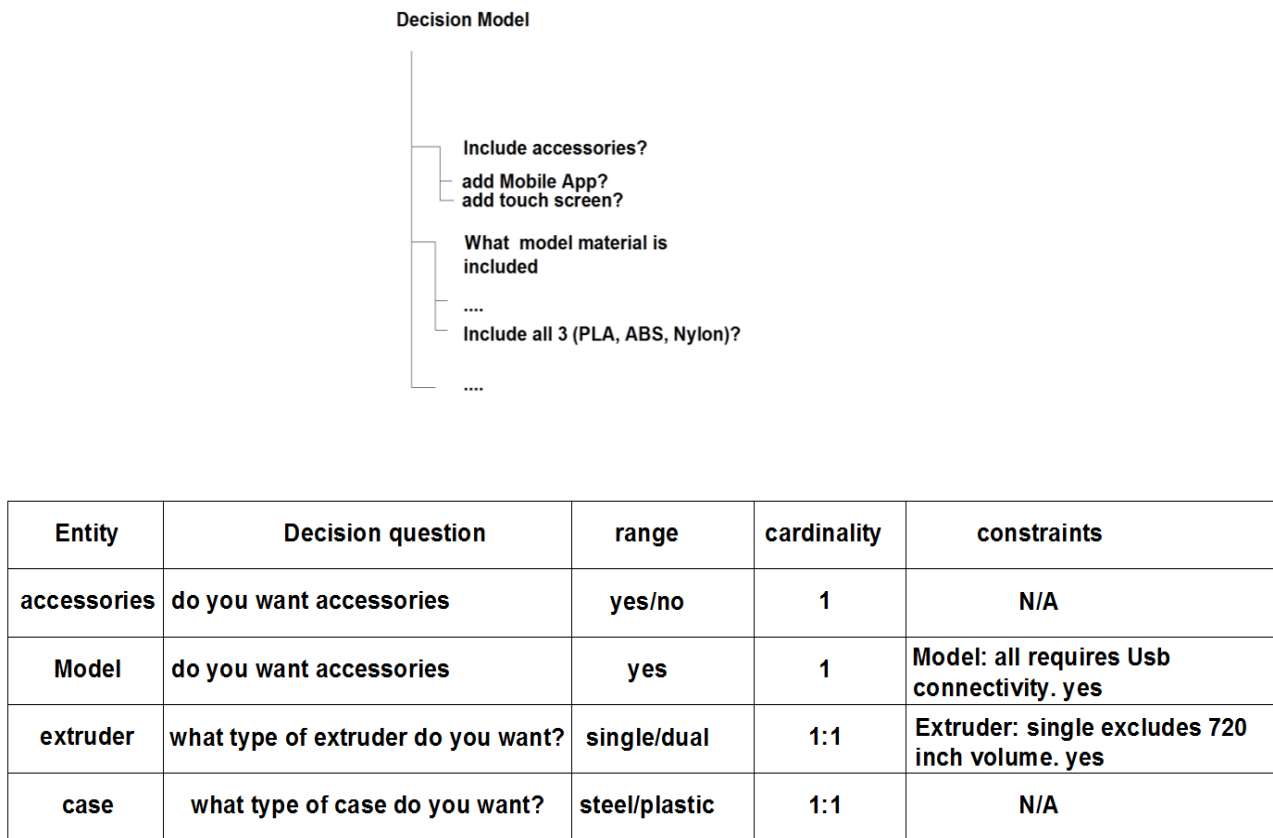 Decision Model
Include accessories?
add Mobile App?
add touch screen?
What model material is
included
....
Include all 3 (PLA, ABS, Nylon)?
....
Entity Decision question range cardinality constraints
accessories do you want accessories yes/no 1 N/A
Model do you want accessories yes 1 Model: all requires Usb
connectivity. yes
extruder what type of extruder do you want? single/dual 1:1 Extruder: single excludes 720
inch volume. yes
case what type of case do you want? steel/plastic 1:1 N/A